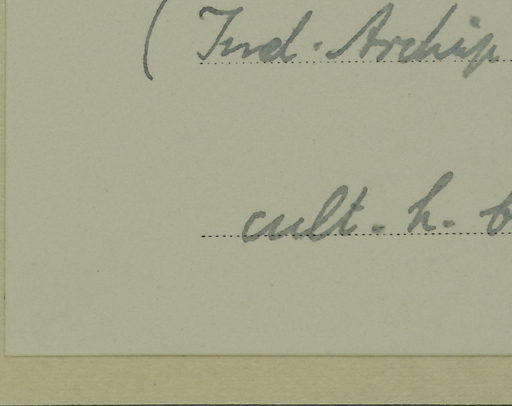 (Ind. Archip
cult. h. b